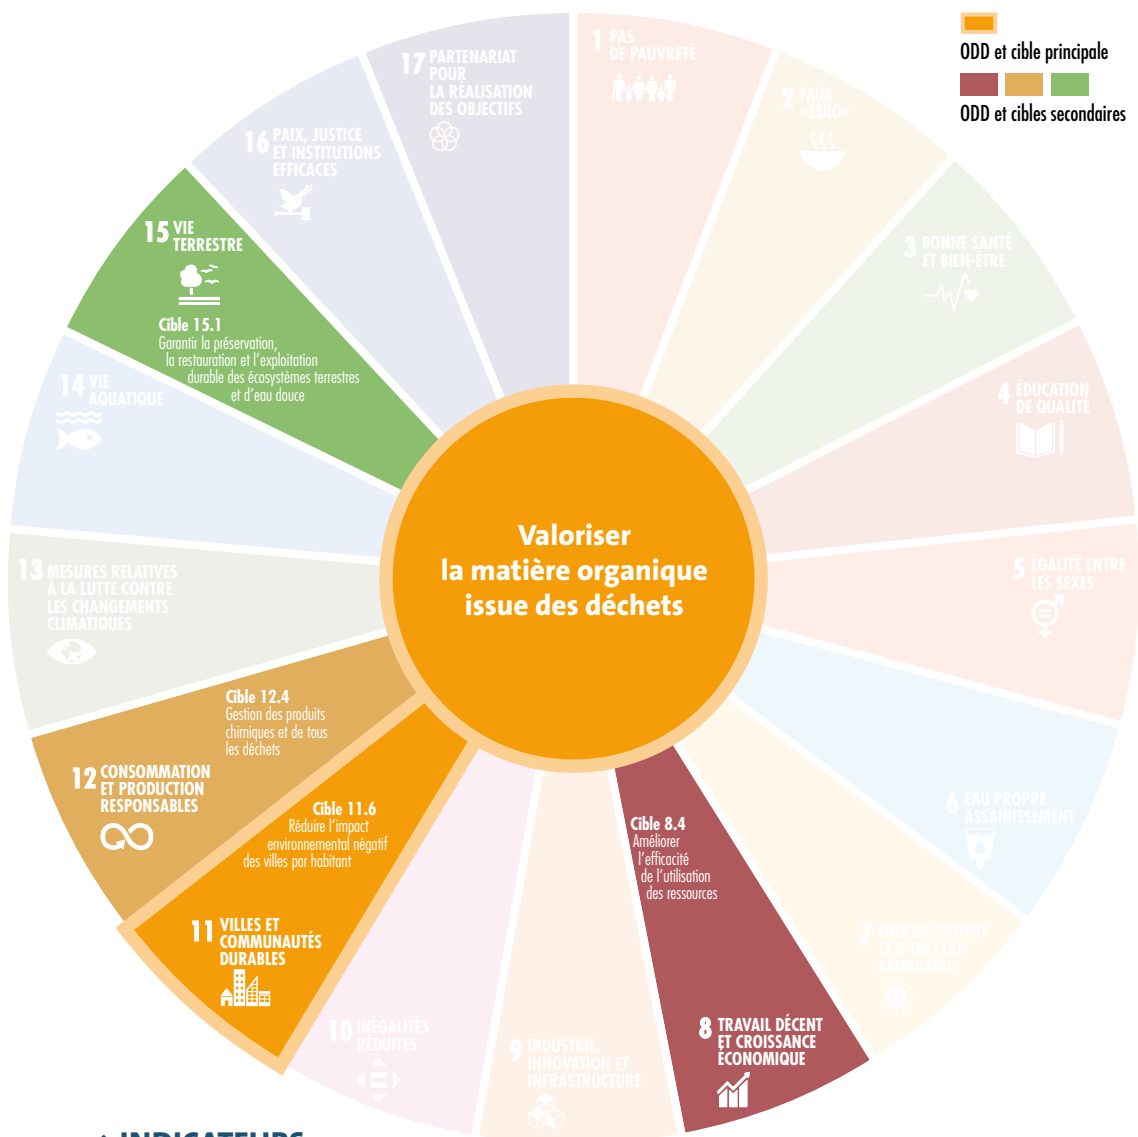 ODD et cible principale
ODD et cibles secondaires
1 PAS
DE PAUVRETÉ
2 FAIM
«ZÉRO»
3 BONNE SANTÉ
ET BIEN-ÊTRE
4 ÉDUCATION
DE QUALITÉ
5 ÉGALITÉ ENTRE
LES SEXES
6 EAU PROPRE
ASSAINISSEMENT
7 ÉNERGIE PROPRE
ET D'UN COÛT
ABORDABLE
Cible 8.4
Améliorer
l'efficacité
de l'utilisation
des ressources
8 TRAVAIL DÉCENT
ET CROISSANCE
ÉCONOMIQUE
9 INDUSTRIE,
INNOVATION ET
INFRASTRUCTURE
10 INÉGALITÉS
RÉDUITES
Cible 11.6
Réduire l'impact
environnemental négatif
des villes par habitant
11 VILLES ET
COMMUNAUTÉS
DURABLES
Cible 12.4
Gestion des produits
chimiques et de tous
les déchets
12 CONSOMMATION
ET PRODUCTION
RESPONSABLES
13 MESURES RELATIVES
À LA LUTTE CONTRE
LES CHANGEMENTS
CLIMATIQUES
14 VIE
AQUATIQUE
15 VIE
TERRESTRE
Cible 15.1
Garantir la préservation,
la restauration et l'exploitation
durable des écosystèmes terrestres
et d'eau douce
16 PAIX, JUSTICE
ET INSTITUTIONS
EFFICACES
17 PARTENARIAT
POUR
LA RÉALISATION
DES OBJECTIFS
Valoriser
la matière organique
issue des déchets
INDICATEURS